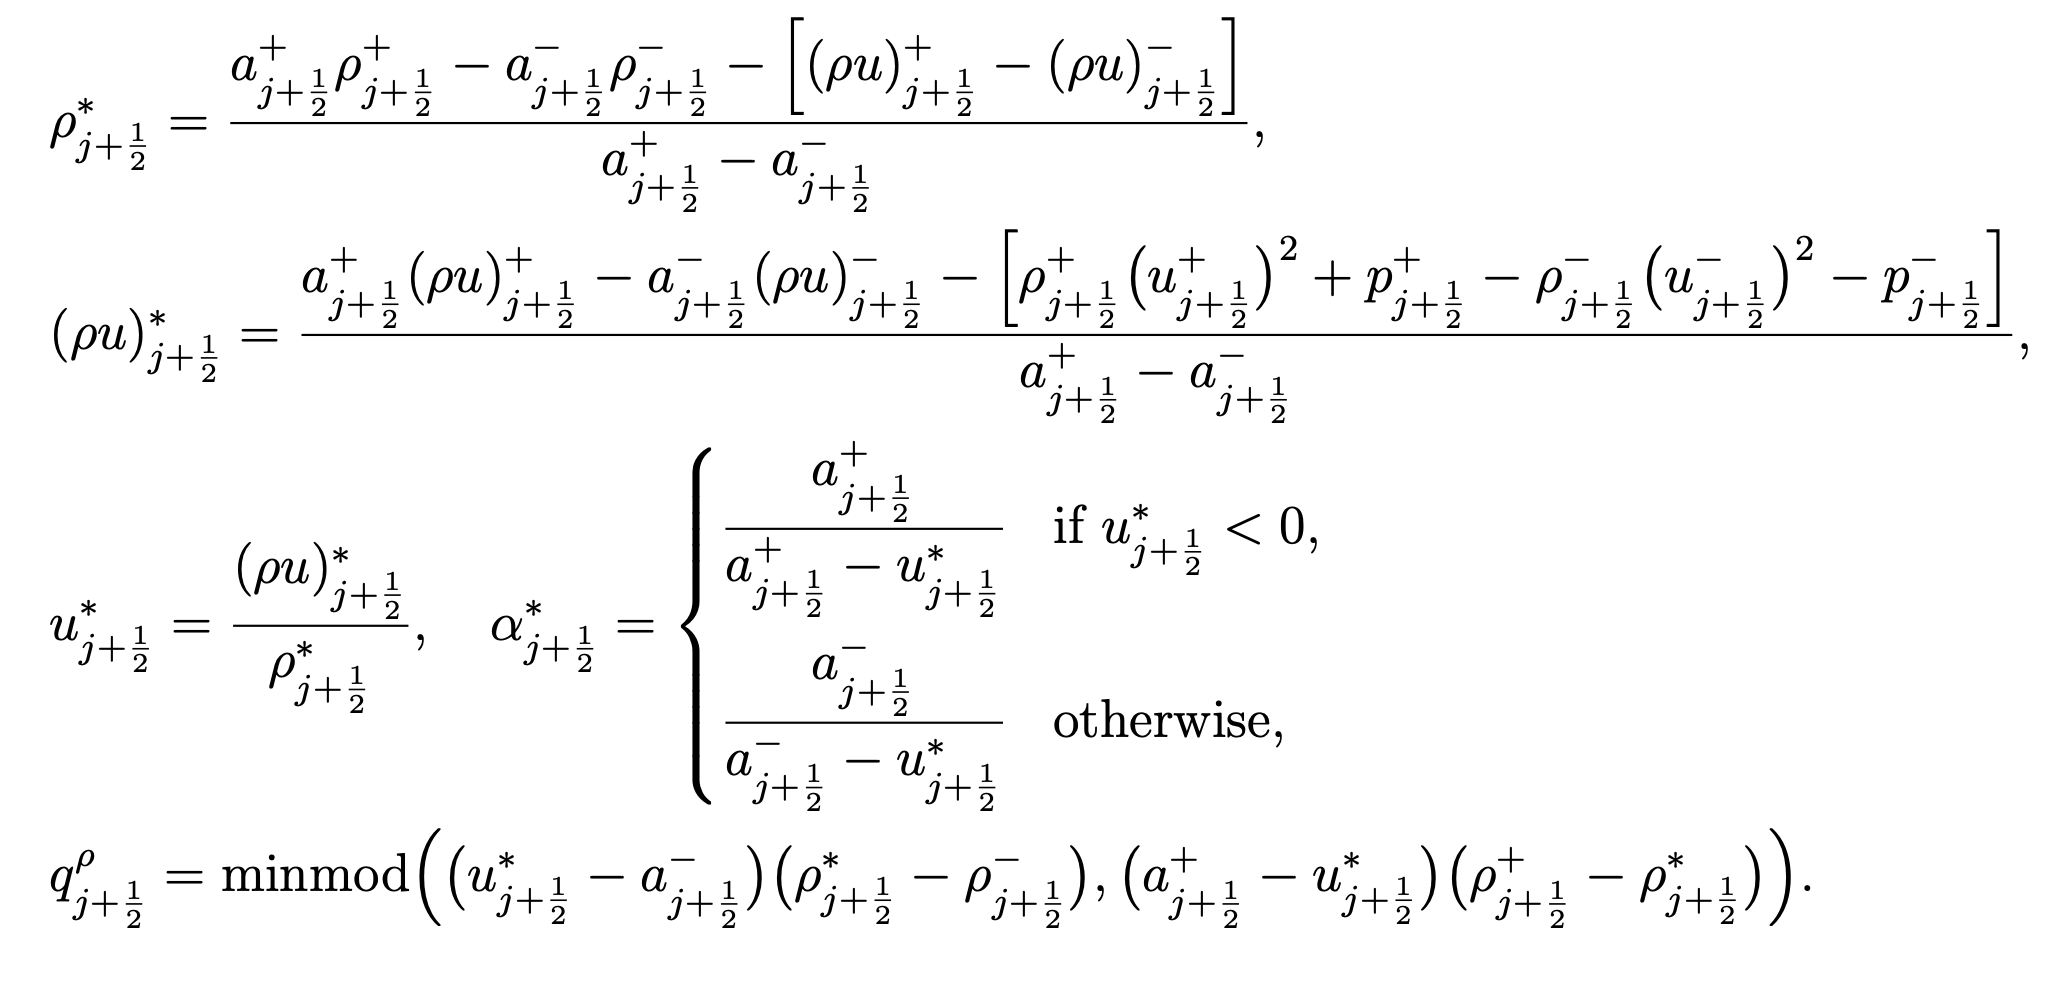 $\rho^{*}_{j+\frac{1}{2}} = \dfrac{a^{+}_{j+\frac{1}{2}}\rho^{+}_{j+\frac{1}{2}} - a^{-}_{j+\frac{1}{2}}\rho^{-}_{j+\frac{1}{2}} - \left[(\rho u)^{+}_{j+\frac{1}{2}} - (\rho u)^{-}_{j+\frac{1}{2}}\right]}{a^{+}_{j+\frac{1}{2}} - a^{-}_{j+\frac{1}{2}}},$
$(\rho u)^{*}_{j+\frac{1}{2}} = \dfrac{a^{+}_{j+\frac{1}{2}}(\rho u)^{+}_{j+\frac{1}{2}} - a^{-}_{j+\frac{1}{2}}(\rho u)^{-}_{j+\frac{1}{2}} - \left[\rho^{+}_{j+\frac{1}{2}}\big(u^{+}_{j+\frac{1}{2}}\big)^{2} + p^{+}_{j+\frac{1}{2}} - \rho^{-}_{j+\frac{1}{2}}\big(u^{-}_{j+\frac{1}{2}}\big)^{2} - p^{-}_{j+\frac{1}{2}}\right]}{a^{+}_{j+\frac{1}{2}} - a^{-}_{j+\frac{1}{2}}},$
$u^{*}_{j+\frac{1}{2}} = \dfrac{(\rho u)^{*}_{j+\frac{1}{2}}}{\rho^{*}_{j+\frac{1}{2}}}, \quad \alpha^{*}_{j+\frac{1}{2}} = \begin{cases} \dfrac{a^{+}_{j+\frac{1}{2}}}{a^{+}_{j+\frac{1}{2}} - u^{*}_{j+\frac{1}{2}}} & \text{if } u^{*}_{j+\frac{1}{2}} < 0, \\ \dfrac{a^{-}_{j+\frac{1}{2}}}{a^{-}_{j+\frac{1}{2}} - u^{*}_{j+\frac{1}{2}}} & \text{otherwise,} \end{cases}$
$q^{\rho}_{j+\frac{1}{2}} = \text{minmod}\Big(\big(u^{*}_{j+\frac{1}{2}} - a^{-}_{j+\frac{1}{2}}\big)\big(\rho^{*}_{j+\frac{1}{2}} - \rho^{-}_{j+\frac{1}{2}}\big), \big(a^{+}_{j+\frac{1}{2}} - u^{*}_{j+\frac{1}{2}}\big)\big(\rho^{+}_{j+\frac{1}{2}} - \rho^{*}_{j+\frac{1}{2}}\big)\Big).$